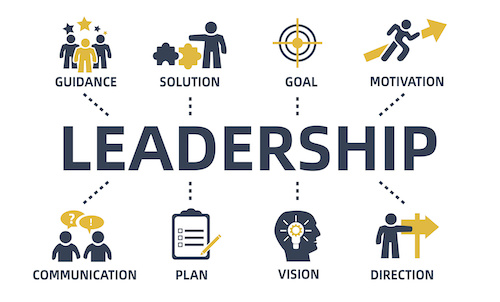 GUIDANCE
SOLUTION
GOAL
MOTIVATION
LEADERSHIP
? !
COMMUNICATION
PLAN
VISION
DIRECTION